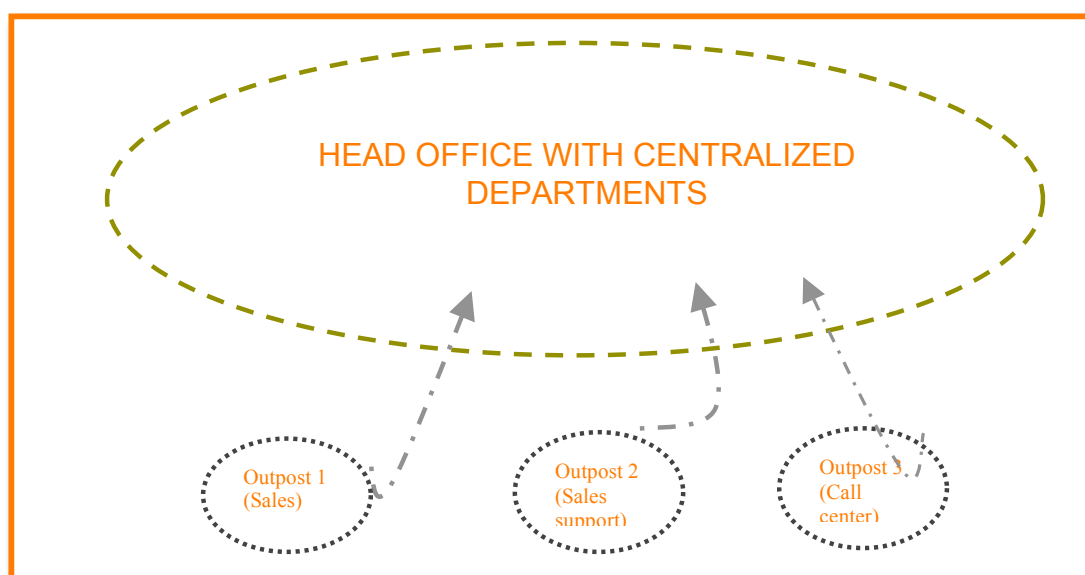 HEAD OFFICE WITH CENTRALIZED
DEPARTMENTS
Outpost 1
(Sales)
Outpost 2
(Sales
support)
Outpost 3
(Call
center)